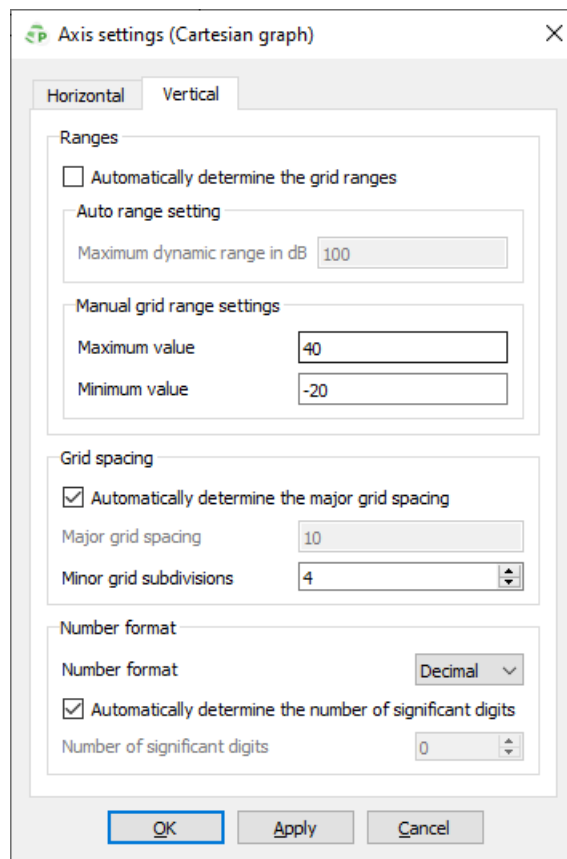 Axis settings (Cartesian graph)
Horizontal
Vertical
Ranges
Automatically determine the grid ranges
Auto range setting
Maximum dynamic range in dB 100
Manual grid range settings
Maximum value 40
Minimum value -20
Grid spacing
Automatically determine the major grid spacing
Major grid spacing 10
Minor grid subdivisions 4
Number format
Number format Decimal
Automatically determine the number of significant digits
Number of significant digits 0
OK Apply Cancel